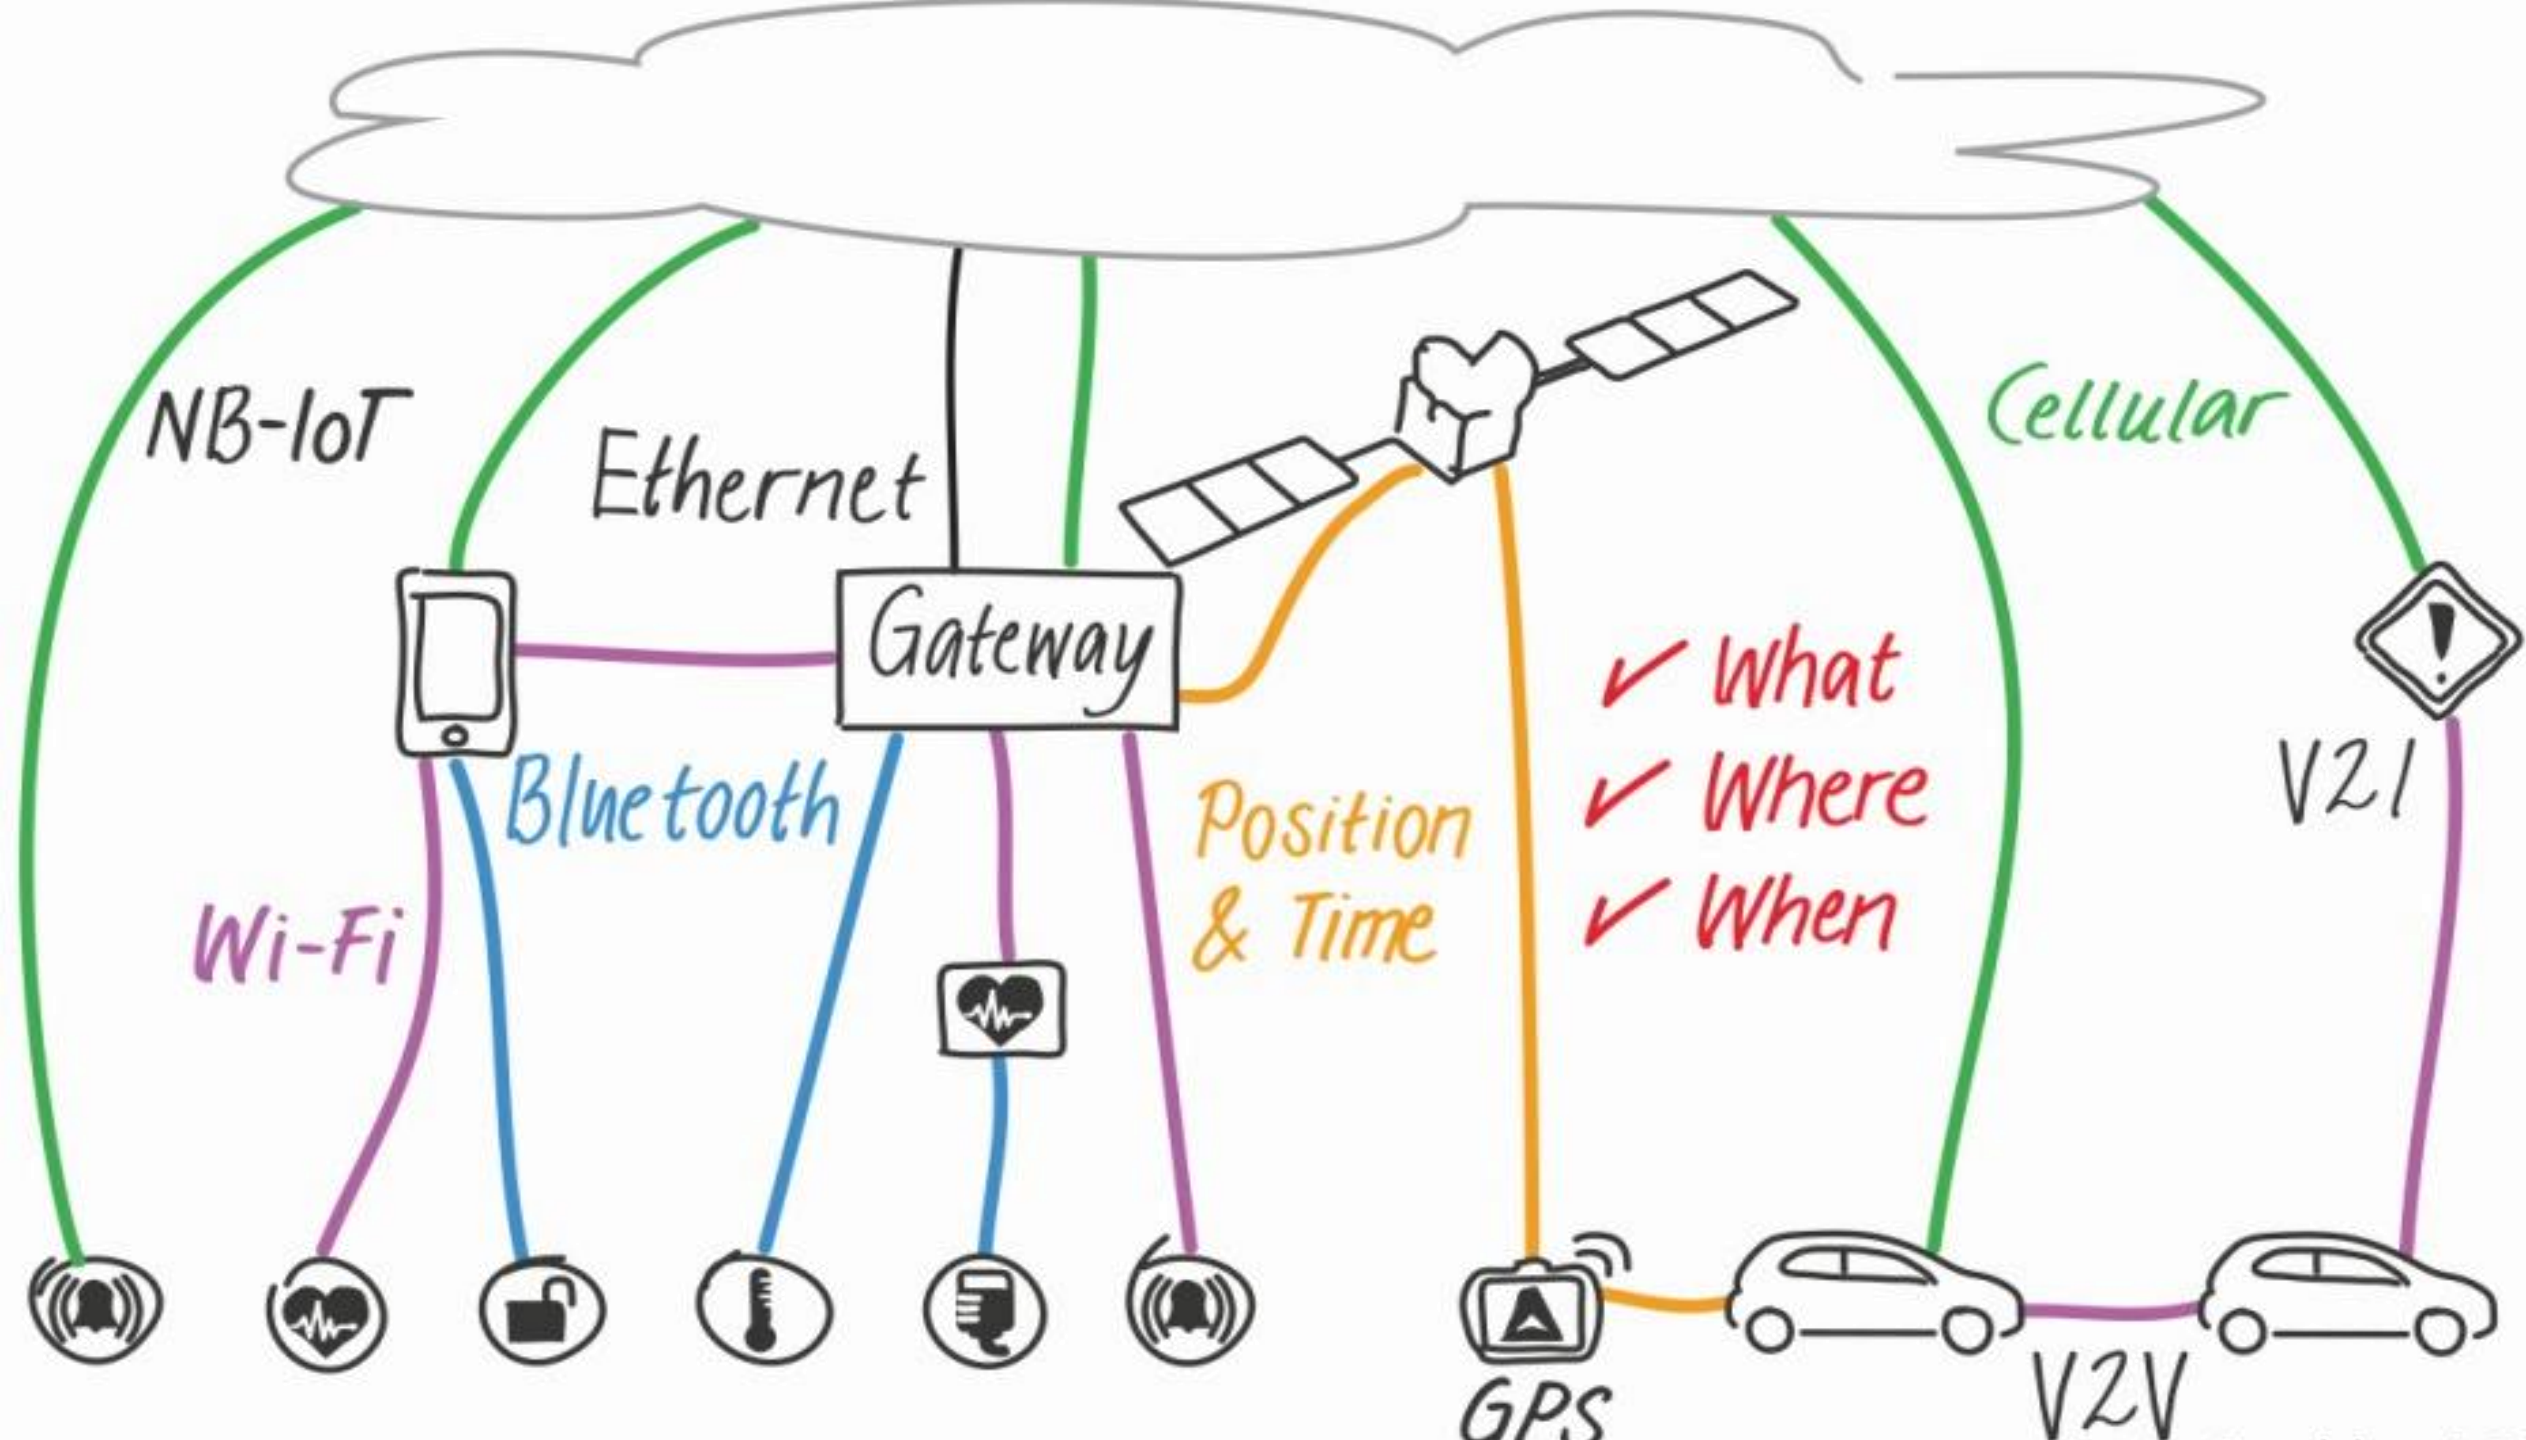 NB-IoT
Ethernet
Cellular
Gateway
What
Where
When
V2I
Bluetooth
Position
& Time
Wi-Fi
GPS
V2V